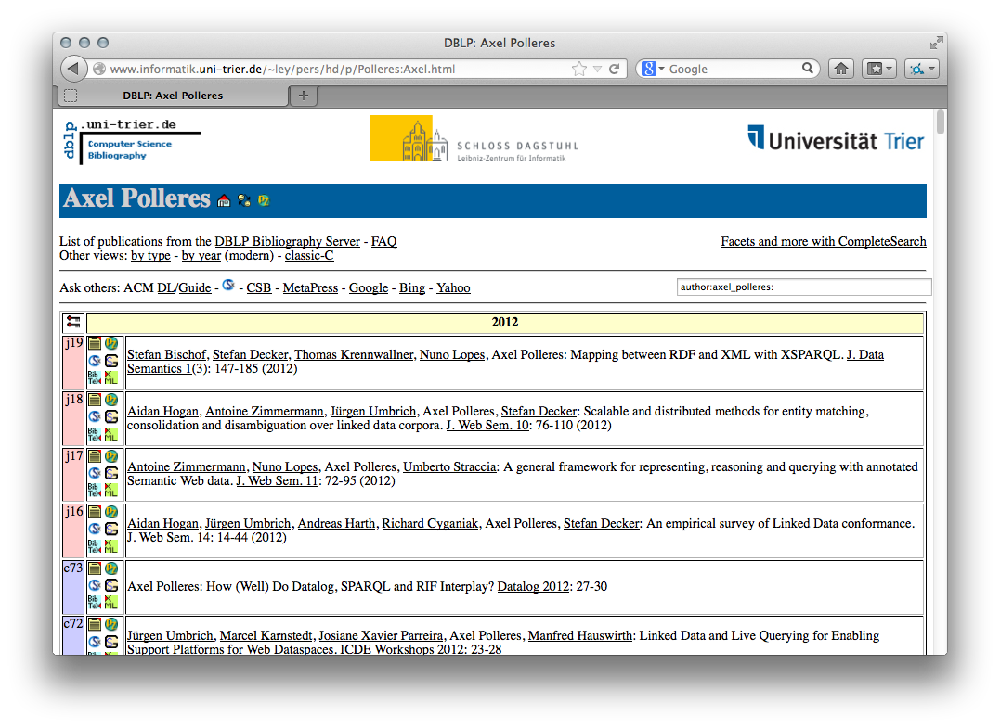 DBLP: Axel Polleres
www.informatik.uni-trier.de/~ley/pers/hd/p/Polleres:Axel.html
Google
DBLP: Axel Polleres
dblp.uni-trier.de
Computer Science
Bibliography
SCHLOSS DAGSTUHL
Leibniz-Zentrum für Informatik
Universität Trier
Axel Polleres
List of publications from the DBLP Bibliography Server - FAQ
Facets and more with CompleteSearch
Other views: by type - by year (modern) - classic-C
Ask others: ACM DL/Guide - - CSB - MetaPress - Google - Bing - Yahoo
author:axel_polleres:
2012
j19
Stefan Bischof, Stefan Decker, Thomas Krennwallner, Nuno Lopes, Axel Polleres: Mapping between RDF and XML with XSPARQL. J. Data
Semantics 1(3): 147-185 (2012)
j18
Aidan Hogan, Antoine Zimmermann, Jürgen Umbrich, Axel Polleres, Stefan Decker: Scalable and distributed methods for entity matching,
consolidation and disambiguation over linked data corpora. J. Web Sem. 10: 76-110 (2012)
j17
Antoine Zimmermann, Nuno Lopes, Axel Polleres, Umberto Straccia: A general framework for representing, reasoning and querying with annotated
Semantic Web data. J. Web Sem. 11: 72-95 (2012)
j16
Aidan Hogan, Jürgen Umbrich, Andreas Harth, Richard Cyganiak, Axel Polleres, Stefan Decker: An empirical survey of Linked Data conformance.
J. Web Sem. 14: 14-44 (2012)
c73
Axel Polleres: How (Well) Do Datalog, SPARQL and RIF Interplay? Datalog 2012: 27-30
c72
Jürgen Umbrich, Marcel Karnstedt, Josiane Xavier Parreira, Axel Polleres, Manfred Hauswirth: Linked Data and Live Querying for Enabling
Support Platforms for Web Dataspaces. ICDE Workshops 2012: 23-28